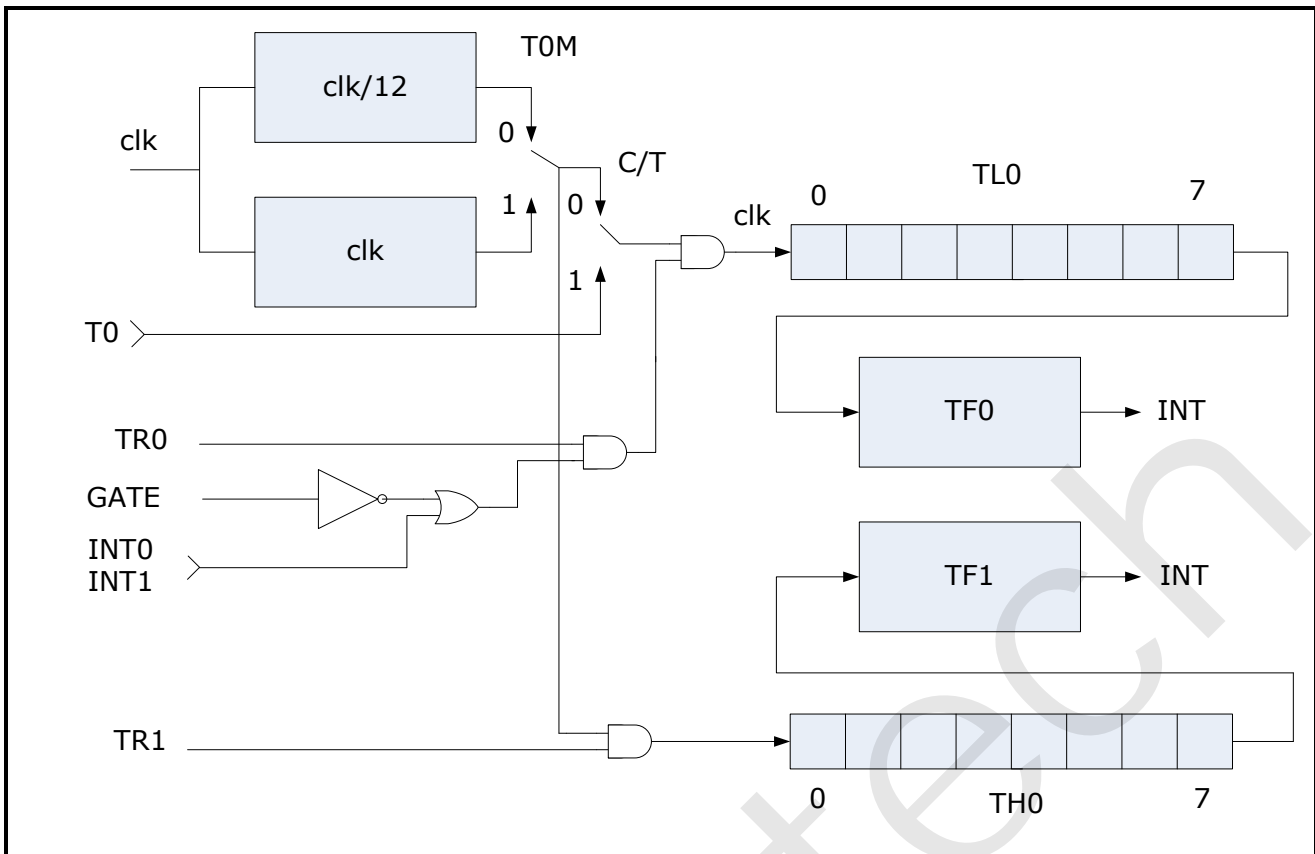 T0M
clk/12
clk
0
C/T
1
0
clk
clk
0
TL0
7
1
T0
TF0
INT
TR0
GATE
INT0
INT1
TF1
INT
TR1
0
TH0
7
tech